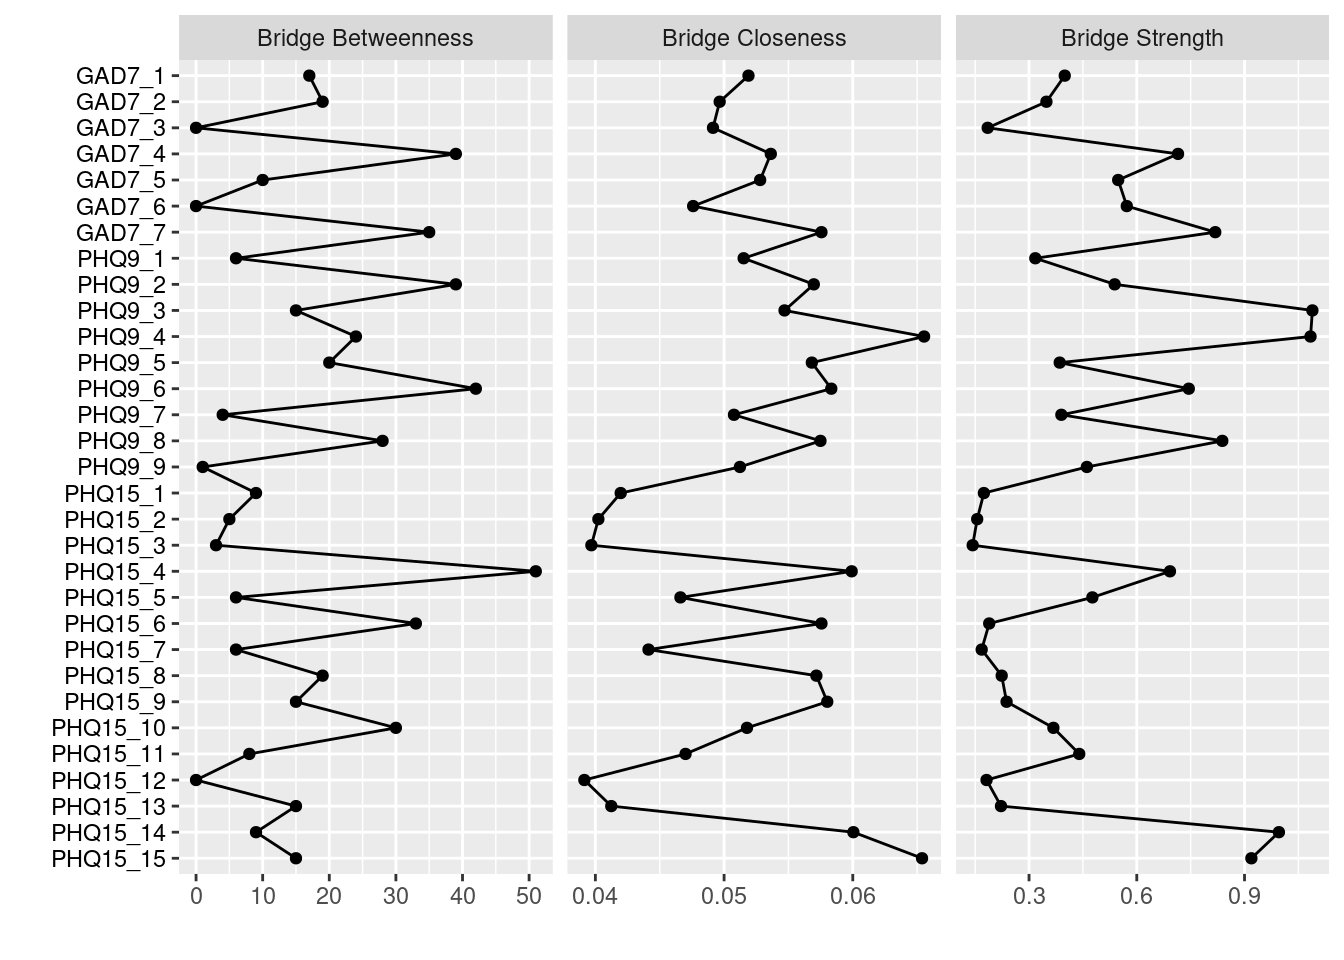 Bridge Betweenness Bridge Closeness Bridge Strength
GAD7_1
GAD7_2
GAD7_3
GAD7_4
GAD7_5
GAD7_6
GAD7_7
PHQ9_1
PHQ9_2
PHQ9_3
PHQ9_4
PHQ9_5
PHQ9_6
PHQ9_7
PHQ9_8
PHQ9_9
PHQ15_1
PHQ15_2
PHQ15_3
PHQ15_4
PHQ15_5
PHQ15_6
PHQ15_7
PHQ15_8
PHQ15_9
PHQ15_10
PHQ15_11
PHQ15_12
PHQ15_13
PHQ15_14
PHQ15_15
0 10 20 30 40 50 0.04 0.05 0.06 0.3 0.6 0.9